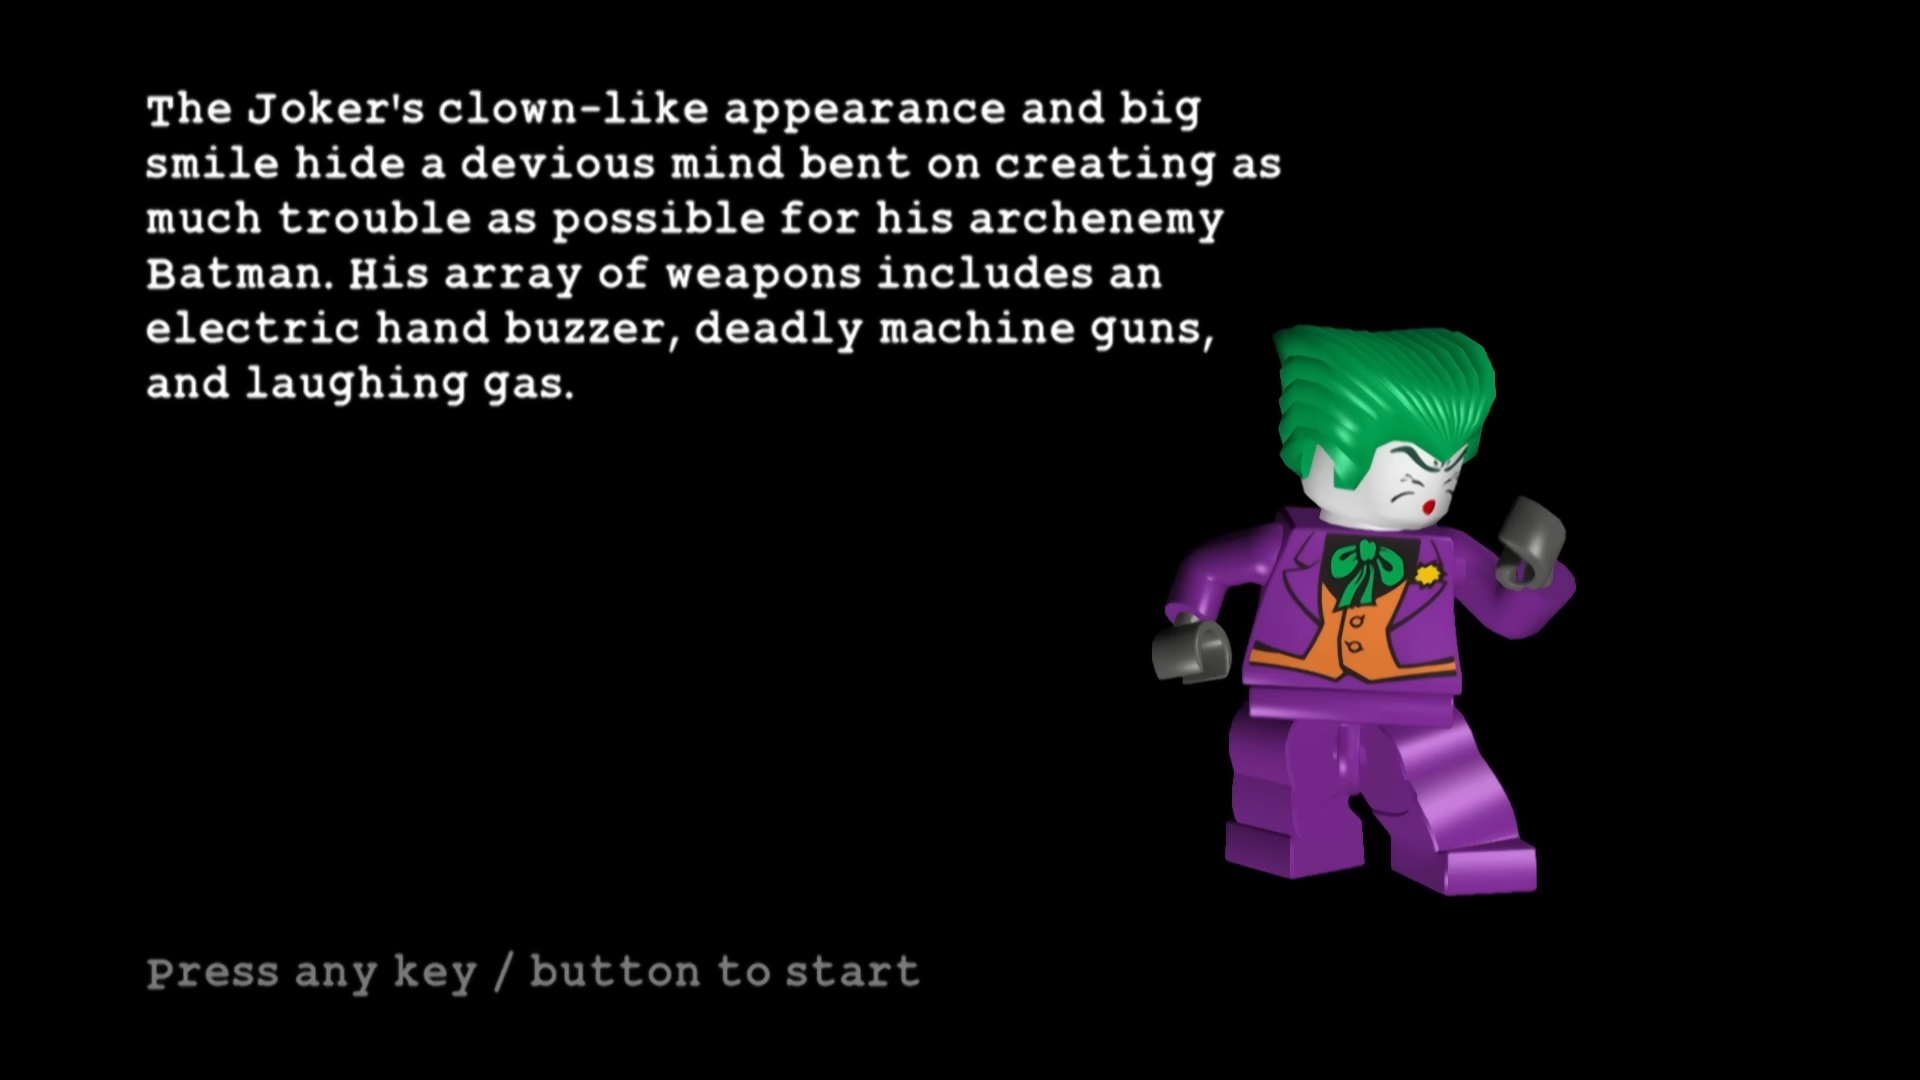 The Joker's clown-like appearance and big
smile hide a devious mind bent on creating as
much trouble as possible for his archenemy
Batman. His array of weapons includes an
electric hand buzzer, deadly machine guns,
and laughing gas.
Press any key / button to start